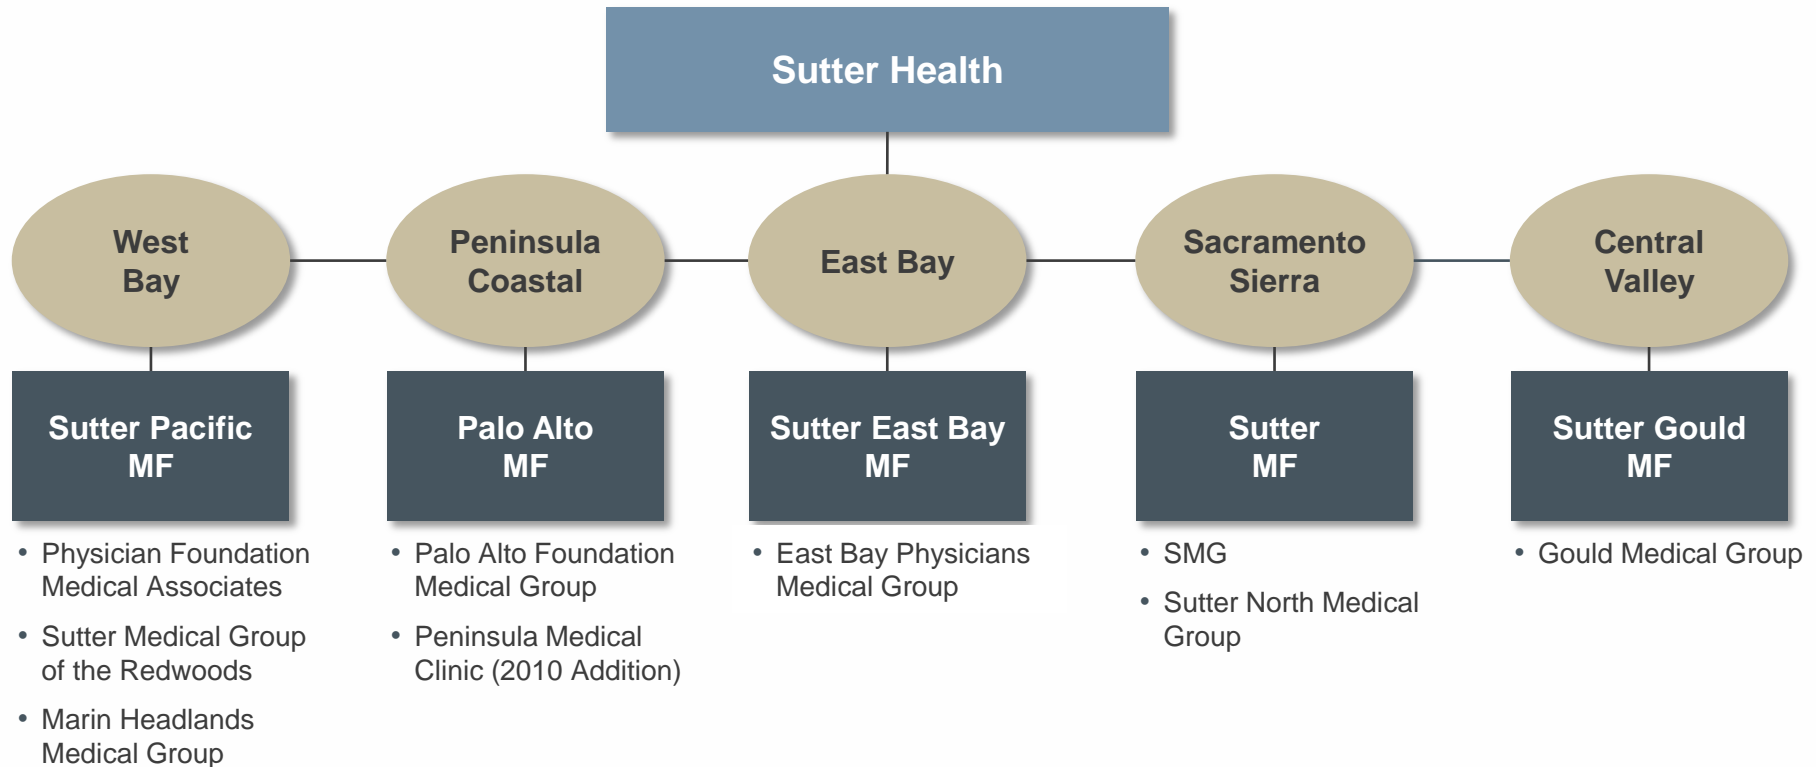 Sutter Health
West
Bay
Peninsula
Coastal
East Bay
Sacramento
Sierra
Central
Valley
Sutter Pacific
MF
Palo Alto
MF
Sutter East Bay
MF
Sutter
MF
Sutter Gould
MF
• Physician Foundation
Medical Associates
• Sutter Medical Group
of the Redwoods
• Marin Headlands
Medical Group
• Palo Alto Foundation
Medical Group
• Peninsula Medical
Clinic (2010 Addition)
• East Bay Physicians
Medical Group
• SMG
• Sutter North Medical
Group
• Gould Medical Group